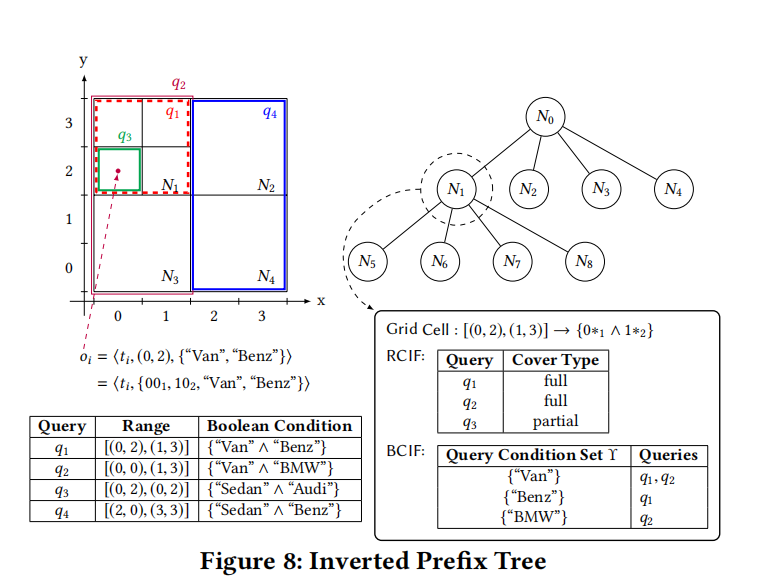 y
q2
3
q1
q4
q3
2
N1
N2
1
0
N3
N4
x
0 1 2 3
oi = ⟨ti, (0, 2), {“Van”, “Benz”}⟩
= ⟨ti, {001, 102, “Van”, “Benz”}⟩
Query Range Boolean Condition
q1 [(0, 2), (1, 3)] {“Van” ∧ “Benz”}
q2 [(0, 0), (1, 3)] {“Van” ∧ “BMW”}
q3 [(0, 2), (0, 2)] {“Sedan” ∧ “Audi”}
q4 [(2, 0), (3, 3)] {“Sedan” ∧ “Benz”}
N0
N1 N2 N3 N4
N5 N6 N7 N8
Grid Cell : [(0, 2), (1, 3)] → {0*1 ∧ 1*2}
RCIF:
Query Cover Type
q1 full
q2 full
q3 partial
BCIF:
Query Condition Set ϒ Queries
{“Van”} q1, q2
{“Benz”} q1
{“BMW”} q2
Figure 8: Inverted Prefix Tree